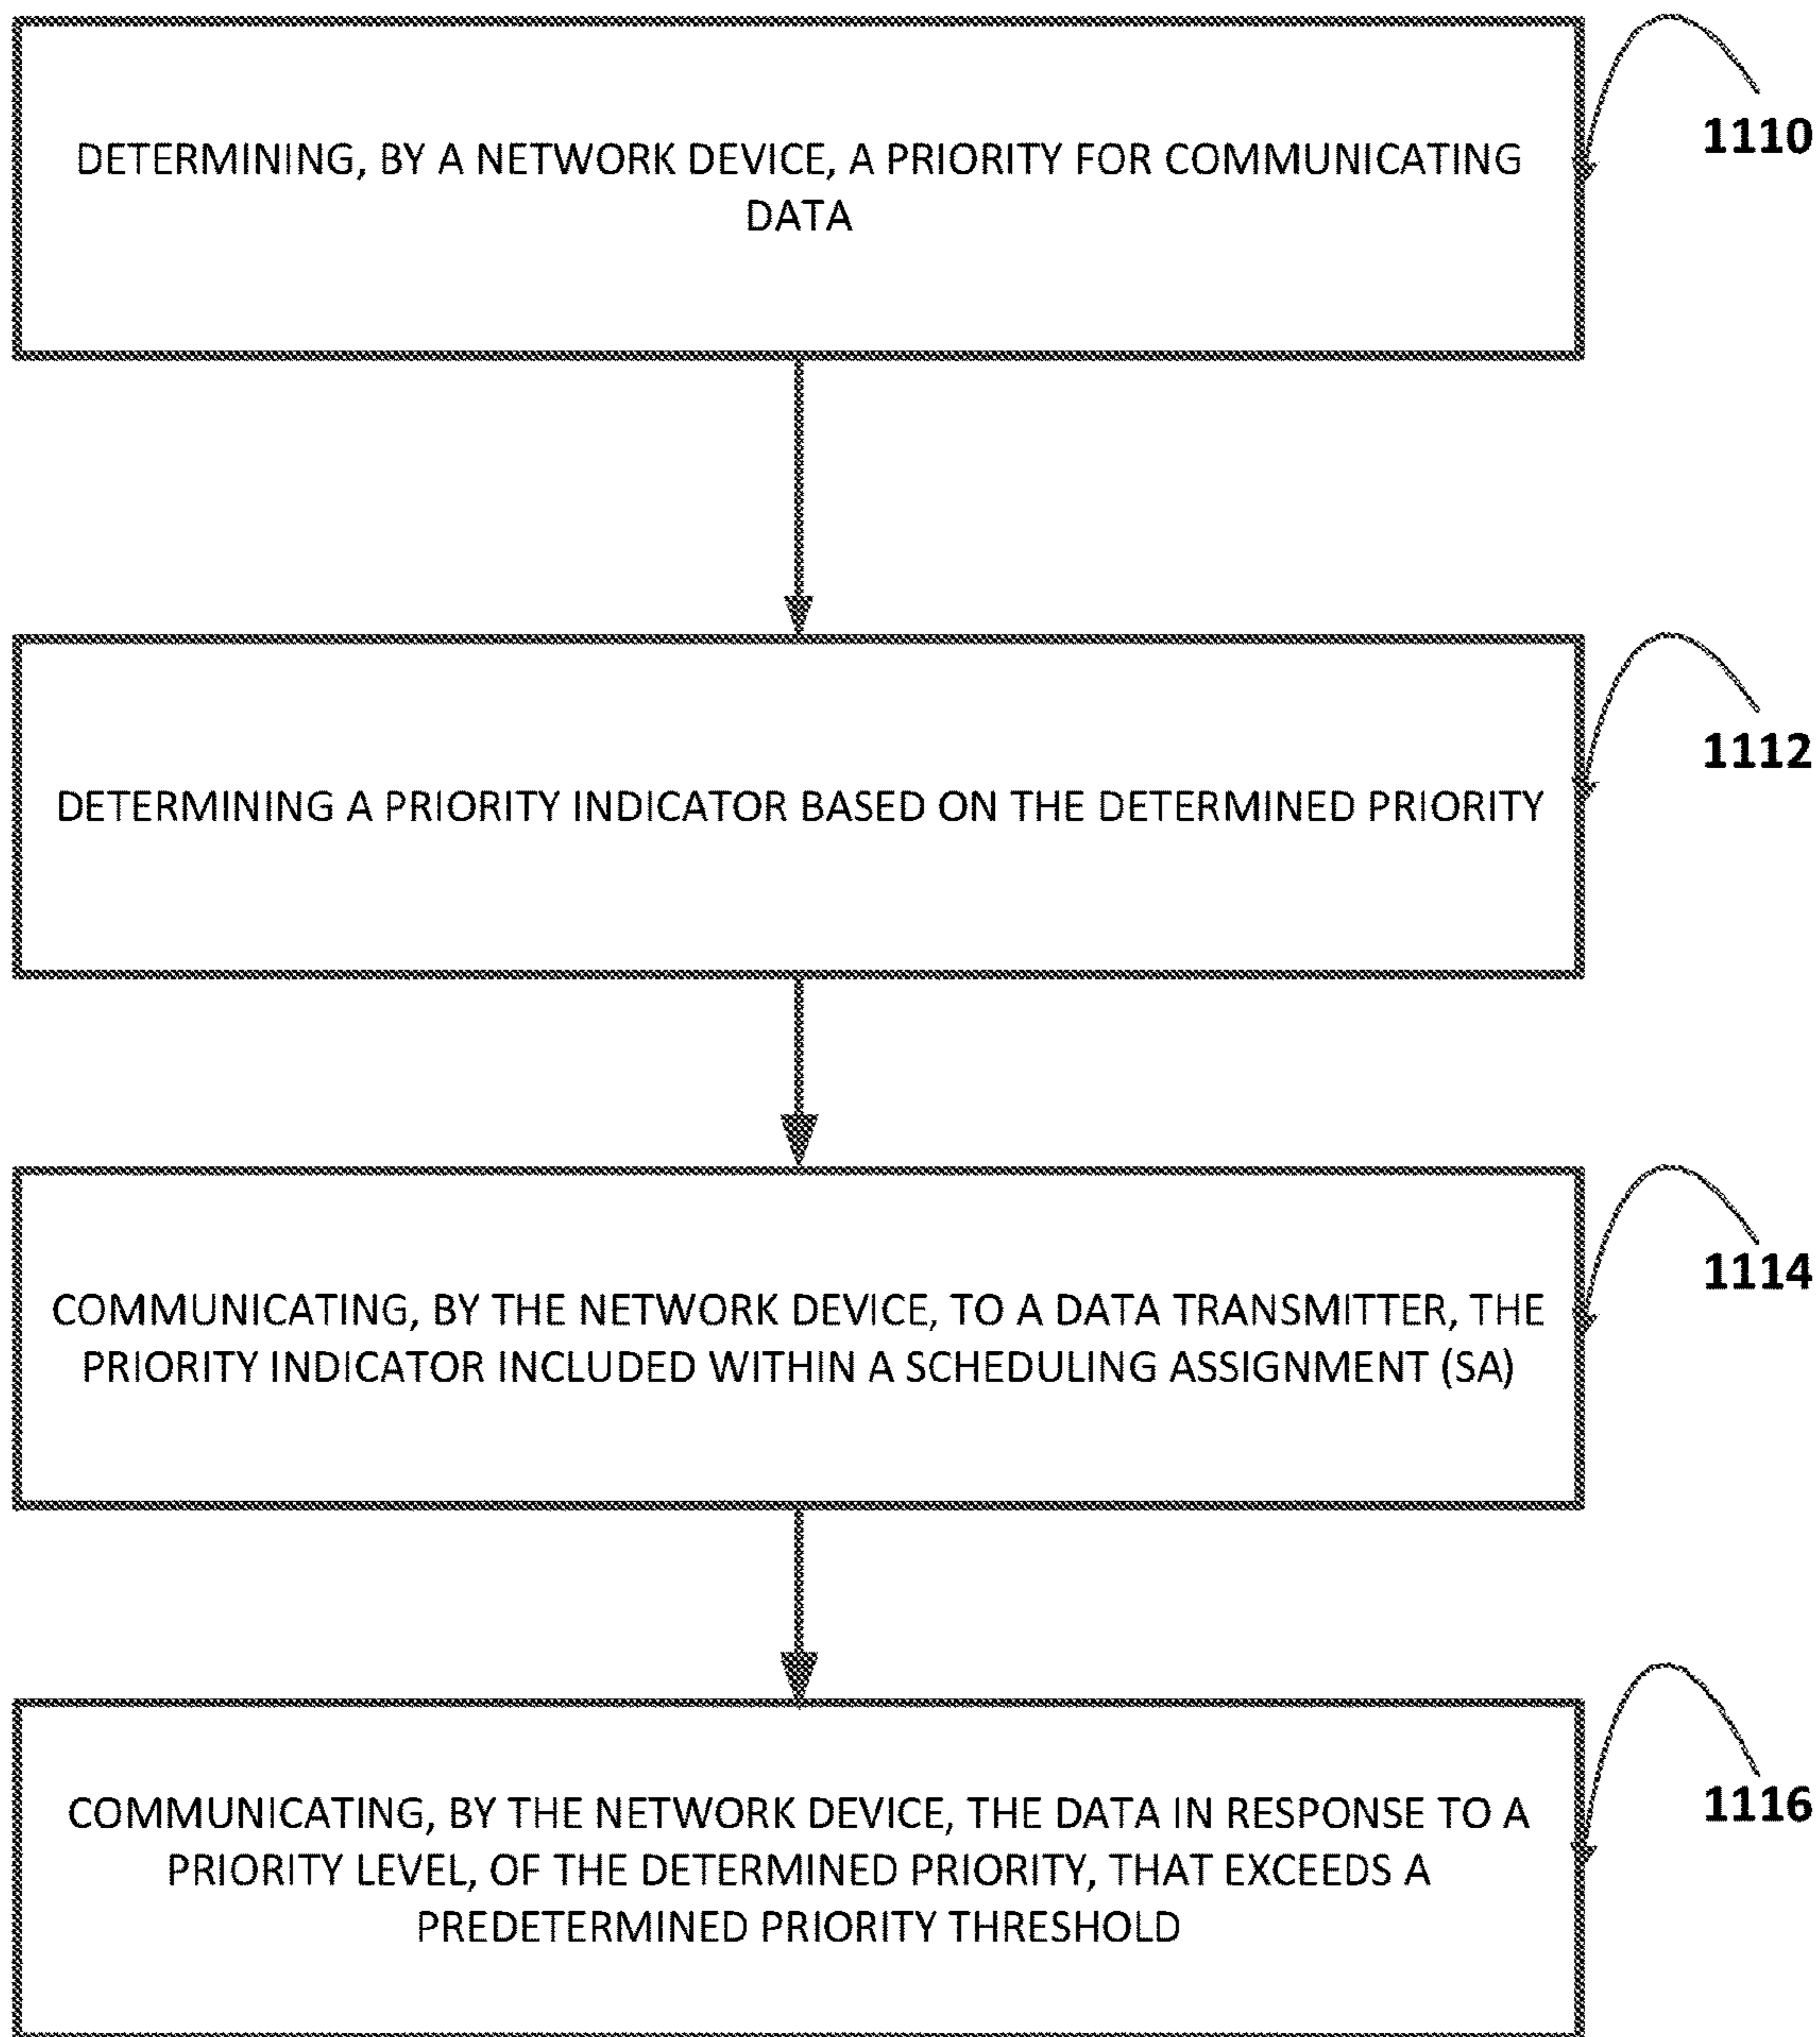 DETERMINING, BY A NETWORK DEVICE, A PRIORITY FOR COMMUNICATING
DATA
1110
DETERMINING A PRIORITY INDICATOR BASED ON THE DETERMINED PRIORITY
1112
COMMUNICATING, BY THE NETWORK DEVICE, TO A DATA TRANSMITTER, THE
PRIORITY INDICATOR INCLUDED WITHIN A SCHEDULING ASSIGNMENT (SA)
1114
COMMUNICATING, BY THE NETWORK DEVICE, THE DATA IN RESPONSE TO A
PRIORITY LEVEL, OF THE DETERMINED PRIORITY, THAT EXCEEDS A
PREDETERMINED PRIORITY THRESHOLD
1116